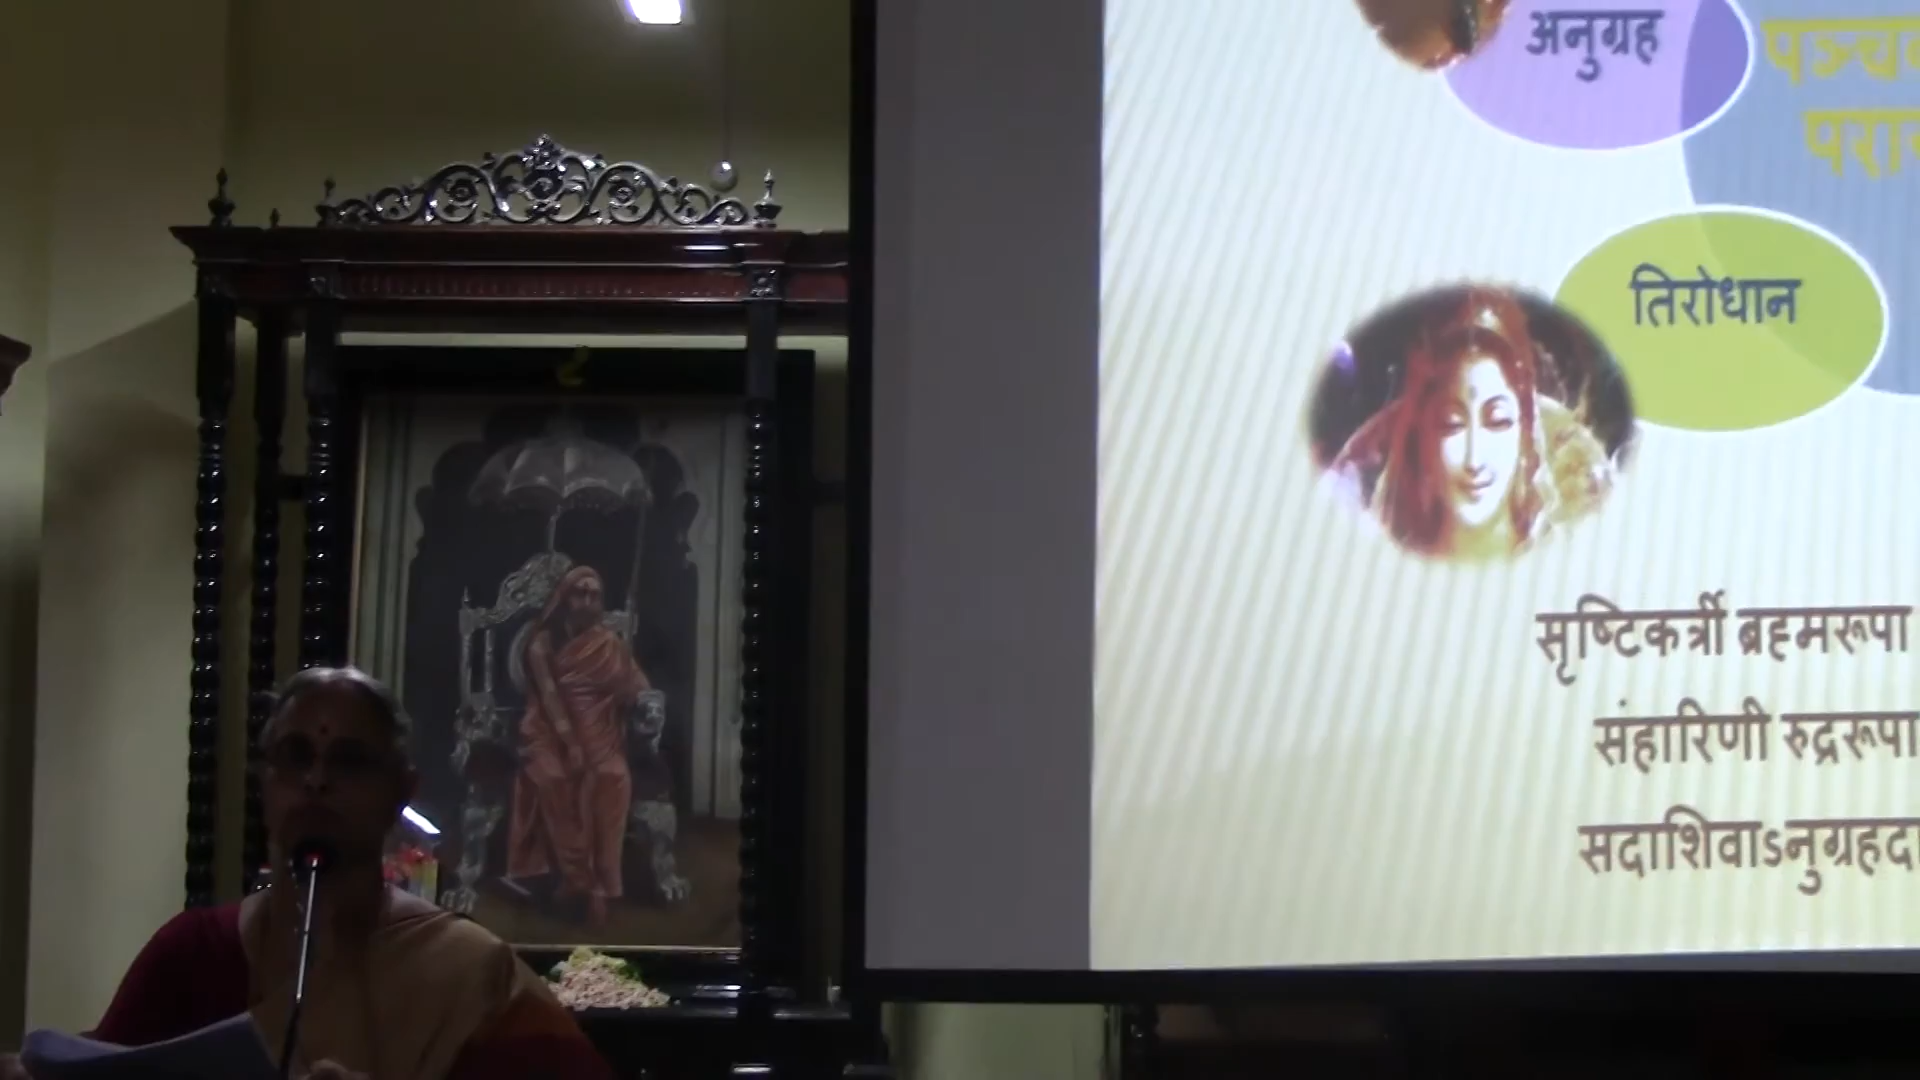 अनुग्रह
तिरोधान
सृष्टिकर्त्री ब्रह्मरूपा
संहारिणी रुद्ररूपा
सदाशिवाऽनुग्रहदा